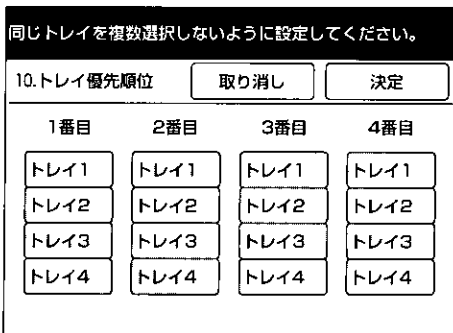 同じトレイを複数選択しないように設定してください。
10.トレイ優先順位 取り消し 決定
1番目 2番目 3番目 4番目
トレイ1 トレイ1 トレイ1 トレイ1
トレイ2 トレイ2 トレイ2 トレイ2
トレイ3 トレイ3 トレイ3 トレイ3
トレイ4 トレイ4 トレイ4 トレイ4